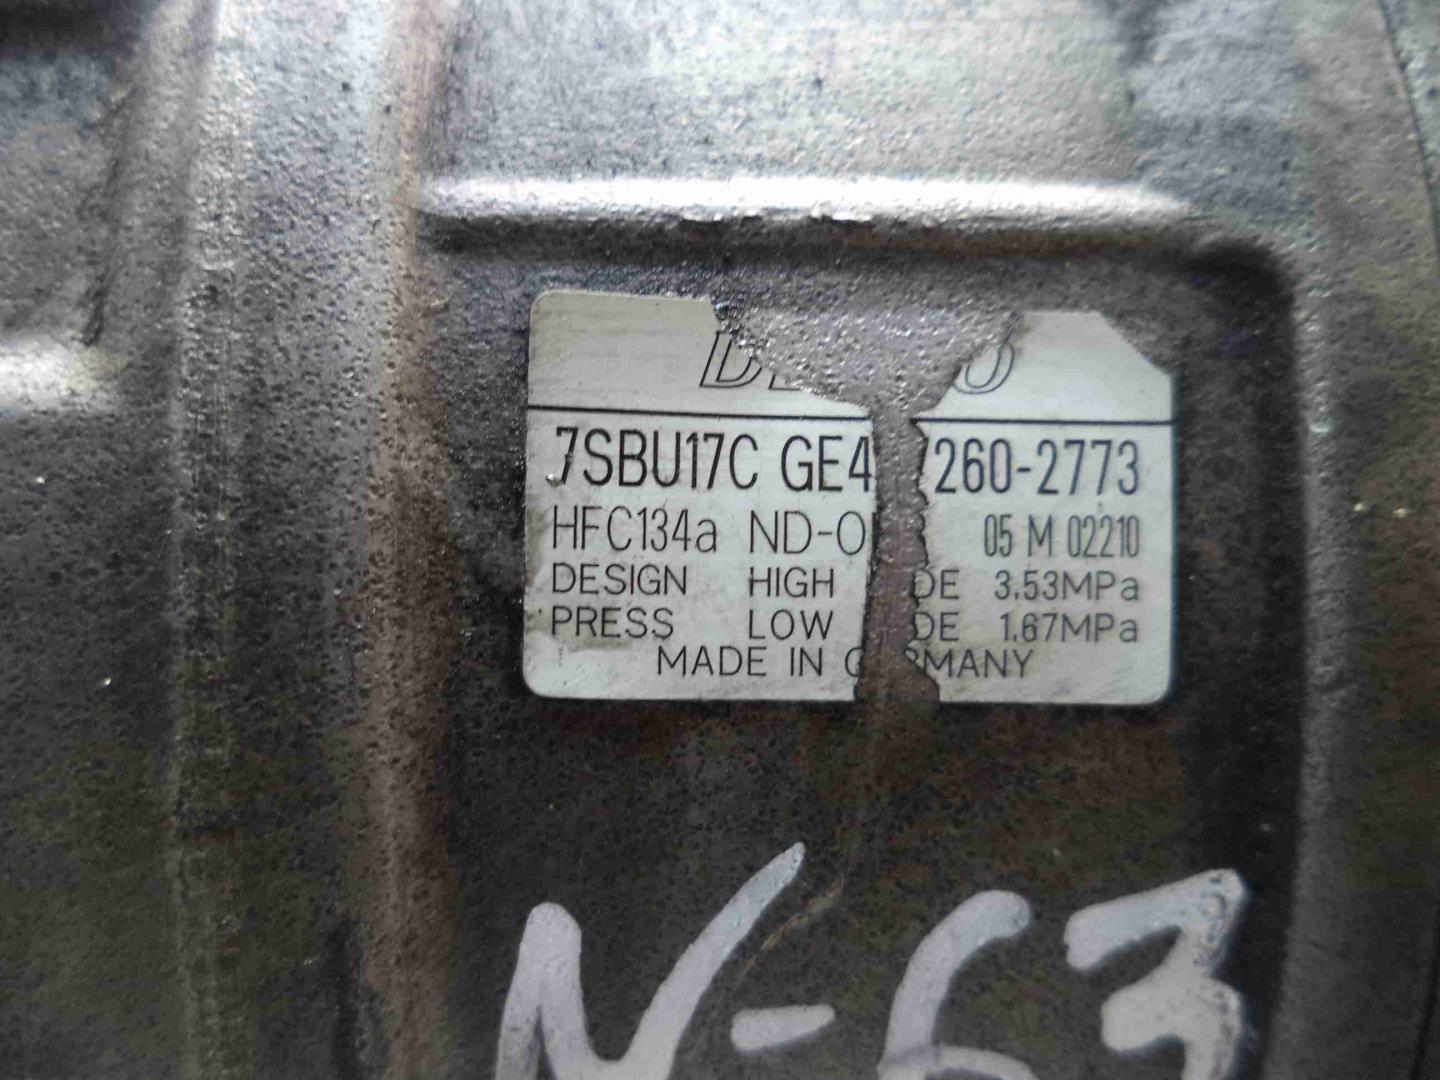 7SBU17C GE4 7260-2773
HFC134a ND-O 05 M 02210
DESIGN HIGH DE 3.53MPa
PRESS LOW DE 1.67MPa
MADE IN G RMANY
N-63